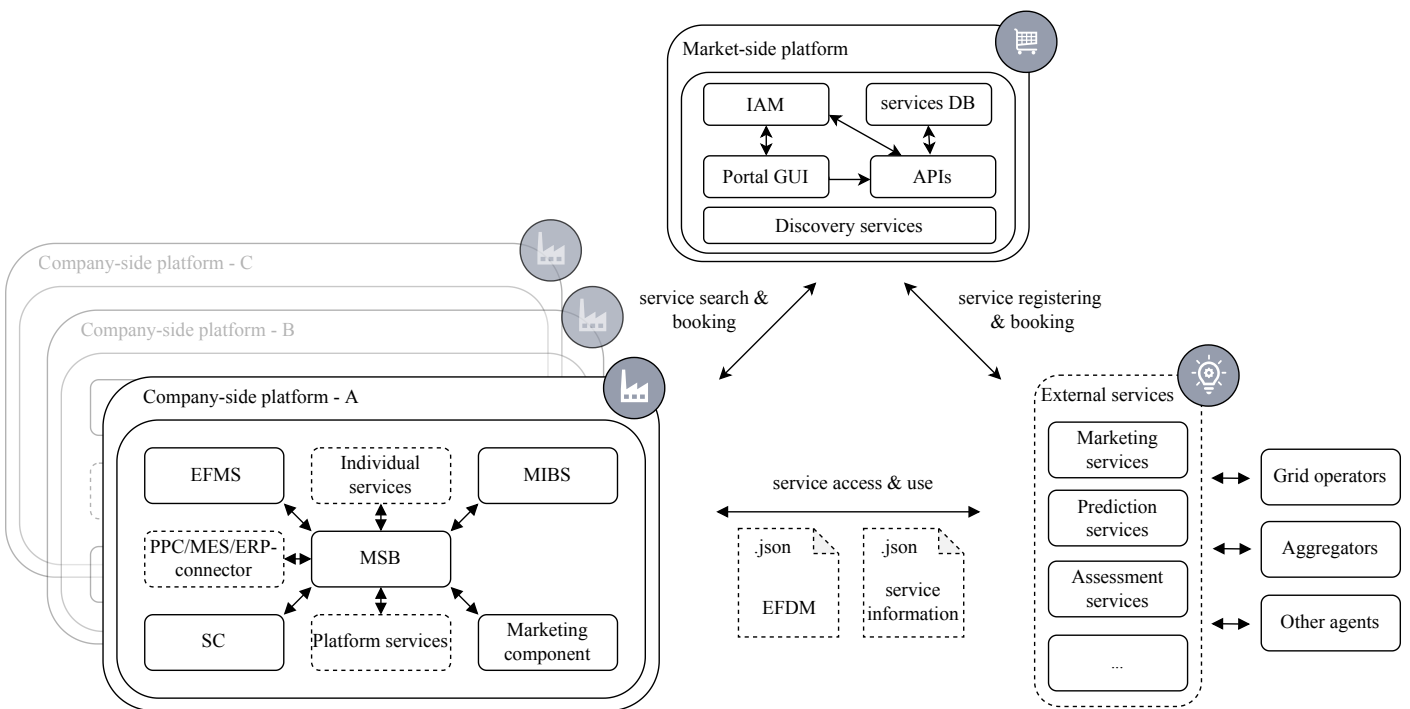 Market-side platform
IAM
services DB
Portal GUI
APIs
Discovery services
Company-side platform - C
Company-side platform - B
service search &
booking
service registering
& booking
Company-side platform - A
EFMS
Individual
services
MIBS
PPC/MES/ERP-
connector
MSB
SC
Platform services
Marketing
component
service access & use
.json
EFDM
.json
service
information
External services
Marketing
services
Prediction
services
Assessment
services
...
Grid operators
Aggregators
Other agents